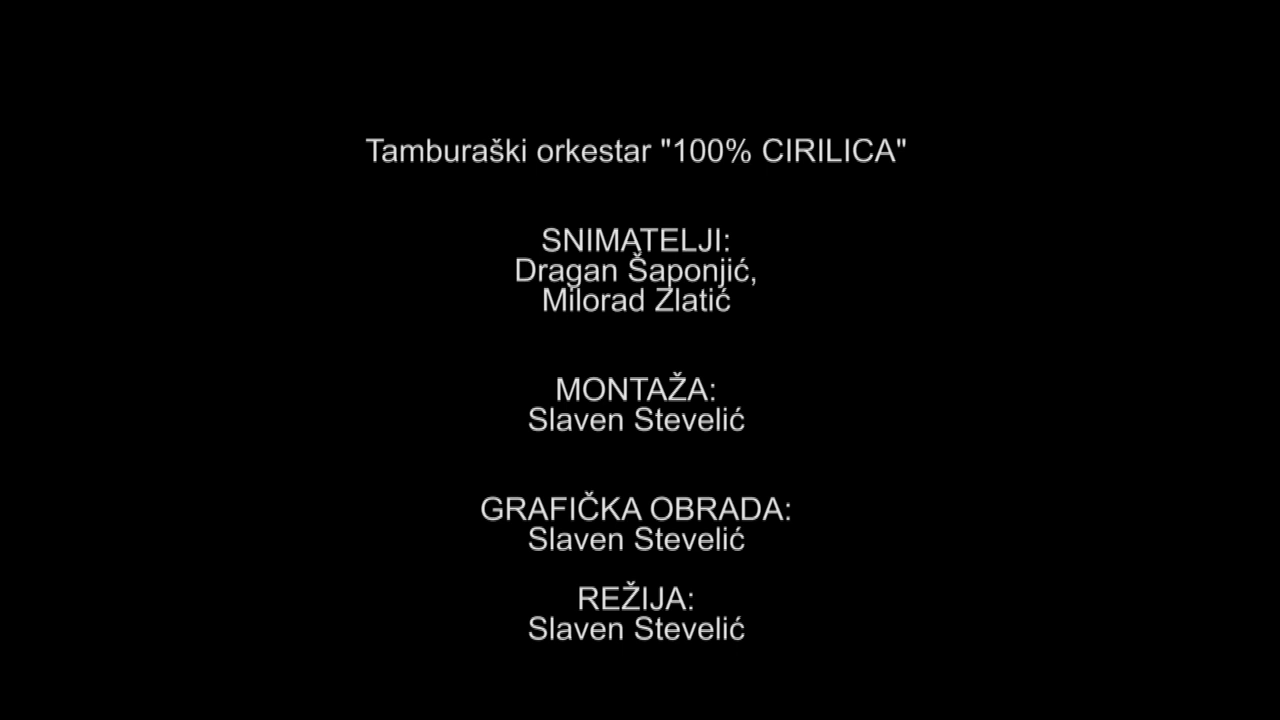 Tamburaški orkestar "100% CIRILICA"
SNIMATELJI:
Dragan Šaponjić,
Milorad Zlatić
MONTAŽA:
Slaven Stevelić
GRAFIČKA OBRADA:
Slaven Stevelić
REŽIJA:
Slaven Stevelić